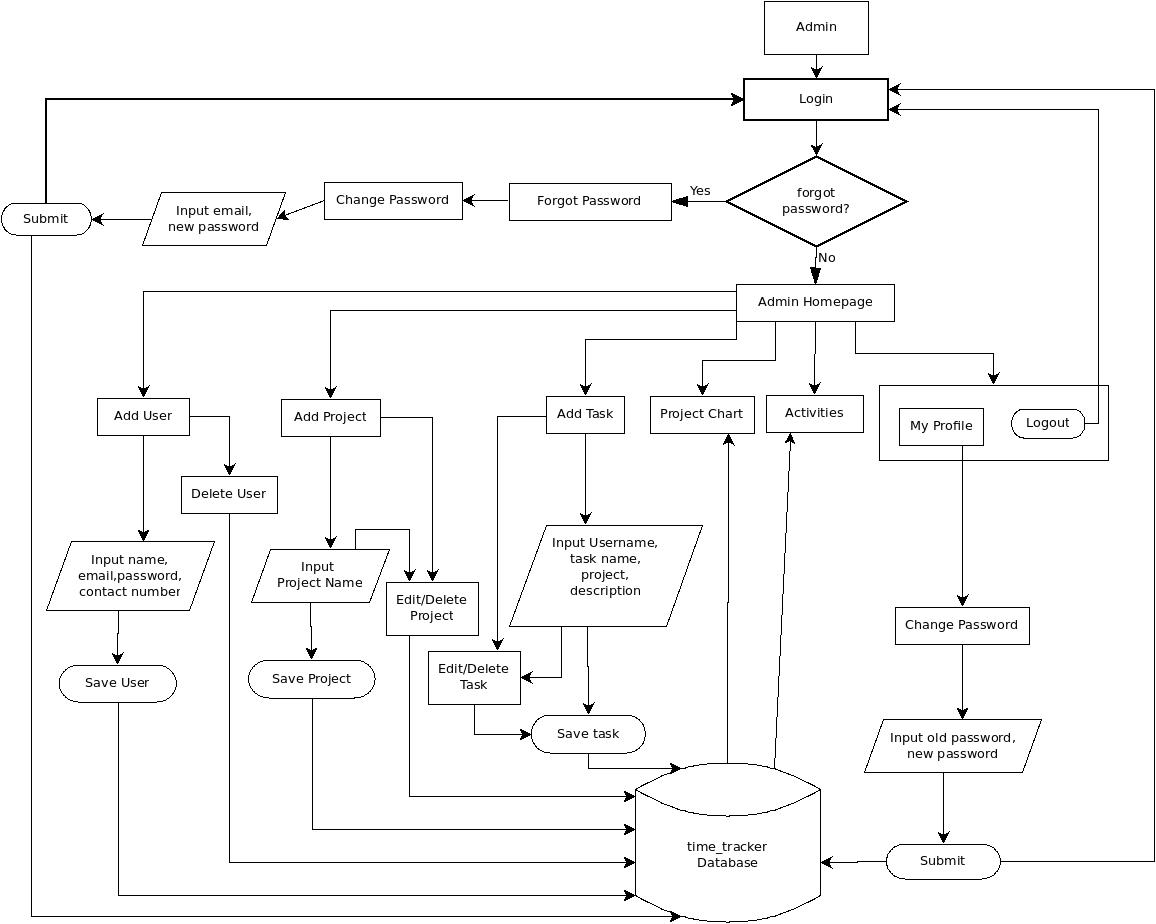 Admin
Login
forgot
password?
Yes
Forgot Password
Change Password
Input email,
new password
Submit
No
Admin Homepage
Add User
Add Project
Add Task
Project Chart
Activities
My Profile
Logout
Delete User
Input name,
email,password,
contact number
Input
Project Name
Edit/Delete
Project
Input Username,
task name,
project,
description
Change Password
Save User
Save Project
Edit/Delete
Task
Save task
Input old password,
new password
time_tracker
Database
Submit